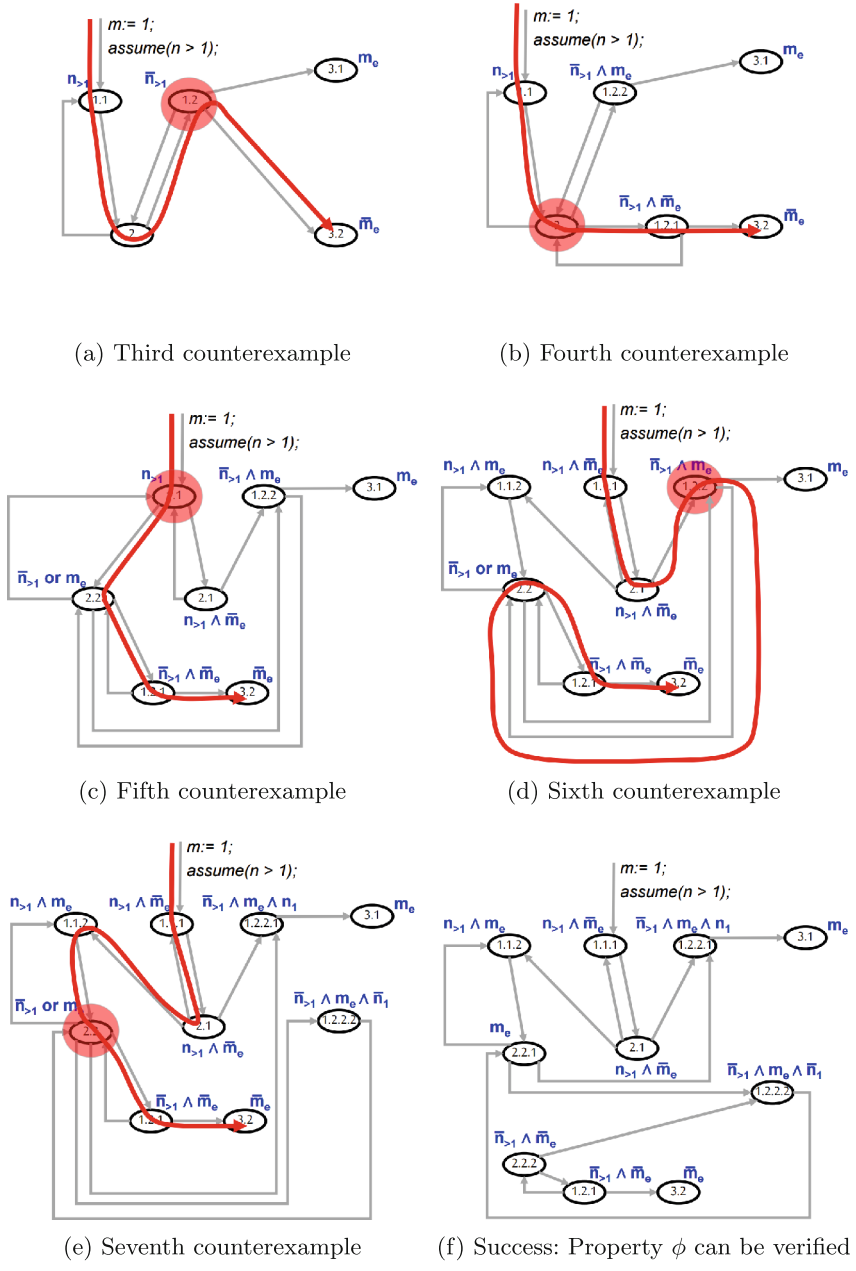 m:= 1;
assume(n > 1);
n>1
n̅>1
mₑ
1.1
1.2
3.1
2
3.2
m̅ₑ
(a) Third counterexample
m:= 1;
assume(n > 1);
n>1
n̅>1 ∧ mₑ
mₑ
1.1
1.2.2
3.1
n̅>1 ∧ m̅ₑ
m̅ₑ
1.2.1
3.2
(b) Fourth counterexample
m:= 1;
assume(n > 1);
n>1
n̅>1 ∧ mₑ
mₑ
1.2.2
3.1
n̅>1 or mₑ
2.2
2.1
n>1 ∧ m̅ₑ
n̅>1 ∧ m̅ₑ
m̅ₑ
1.2.1
3.2
(c) Fifth counterexample
m:= 1;
assume(n > 1);
n>1 ∧ mₑ
n>1 ∧ m̅ₑ
n̅>1 ∧ mₑ
mₑ
1.1.2
1.1.1
1.2.2
3.1
n̅>1 or mₑ
2.2
2.1
n>1 ∧ m̅ₑ
n̅>1 ∧ m̅ₑ
m̅ₑ
1.2.1
3.2
(d) Sixth counterexample
m:= 1;
assume(n > 1);
n>1 ∧ mₑ
n>1 ∧ m̅ₑ
n̅>1 ∧ mₑ ∧ n₁
mₑ
1.1.2
1.1.1
1.2.2.1
3.1
n̅>1 or m
2.2
2.1
n>1 ∧ m̅ₑ
n̅>1 ∧ mₑ ∧ n̅₁
1.2.2.2
n̅>1 ∧ m̅ₑ
m̅ₑ
1.2.1
3.2
(e) Seventh counterexample
m:= 1;
assume(n > 1);
n>1 ∧ mₑ
n>1 ∧ m̅ₑ
n̅>1 ∧ mₑ ∧ n₁
mₑ
1.1.2
1.1.1
1.2.2.1
3.1
mₑ
2.2.1
2.1
n>1 ∧ m̅ₑ
n̅>1 ∧ mₑ ∧ n̅₁
1.2.2.2
n̅>1 ∧ m̅ₑ
2.2.2
n̅>1 ∧ m̅ₑ
m̅ₑ
1.2.1
3.2
(f) Success: Property ϕ can be verified